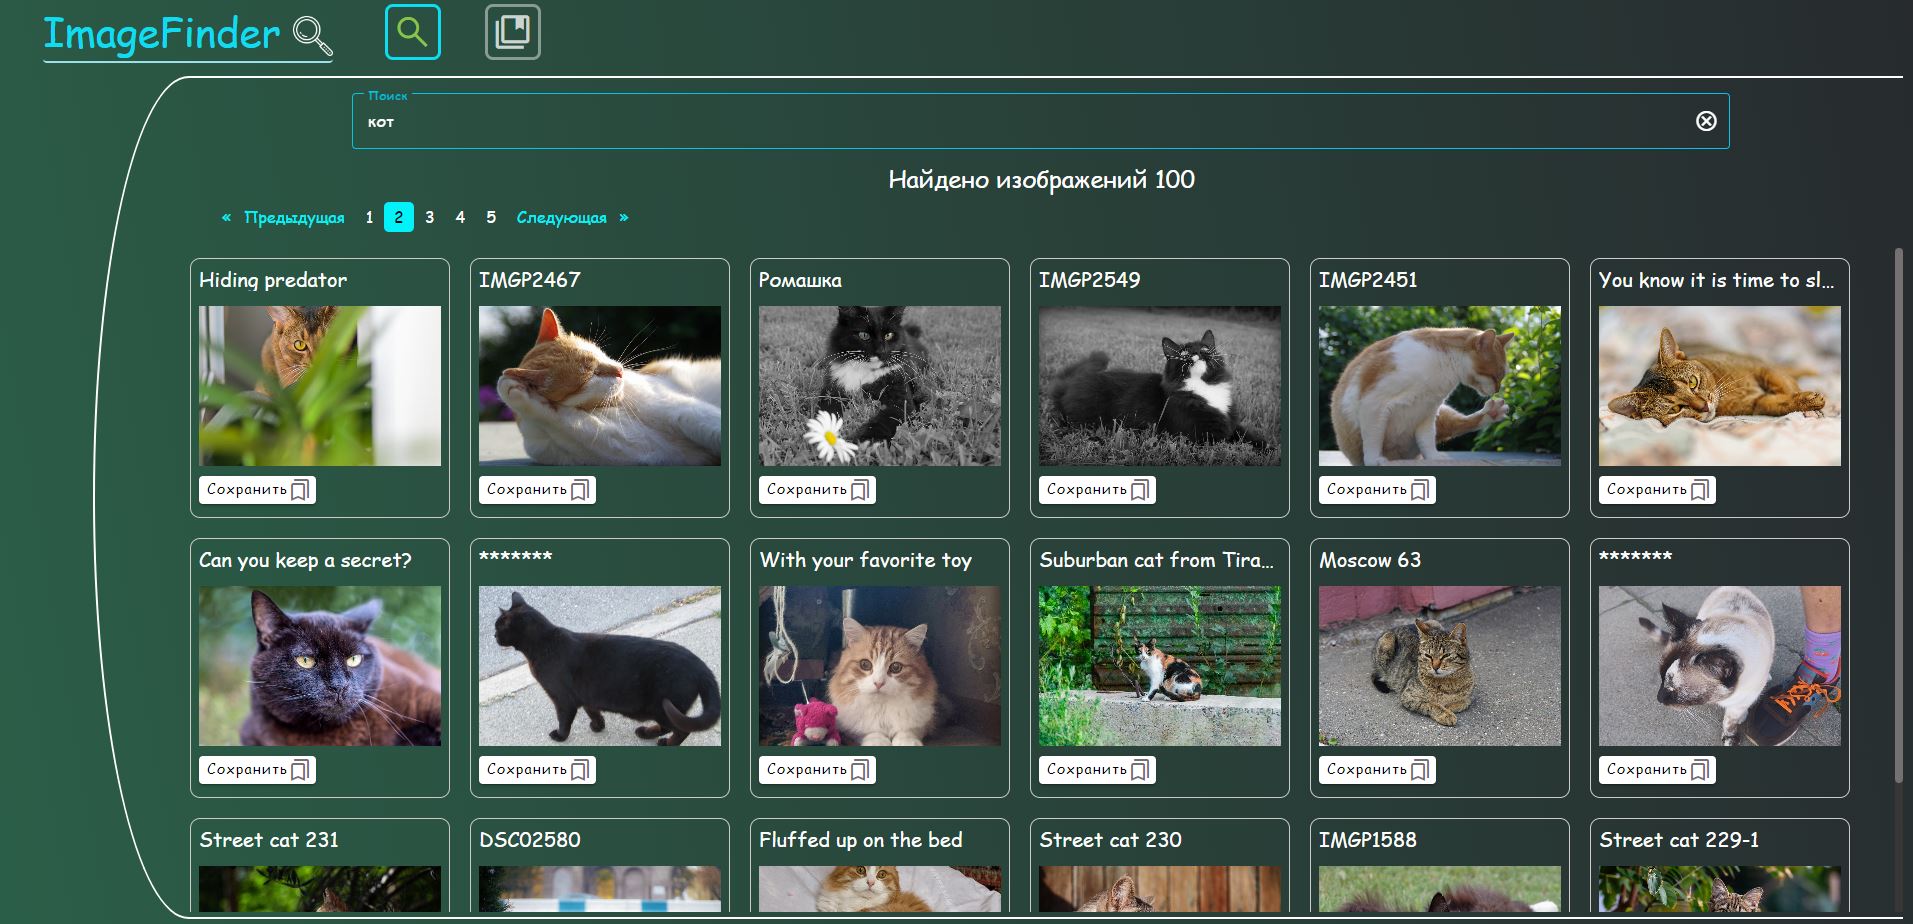 ImageFinder
Поиск
кот
Найдено изображений 100
« Предыдущая 1 2 3 4 5 Следующая »
Hiding predator
IMGP2467
Ромашка
IMGP2549
IMGP2451
You know it is time to sl...
Сохранить
Сохранить
Сохранить
Сохранить
Сохранить
Сохранить
Can you keep a secret?
*******
With your favorite toy
Suburban cat from Tira...
Moscow 63
*******
Сохранить
Сохранить
Сохранить
Сохранить
Сохранить
Сохранить
Street cat 231
DSC02580
Fluffed up on the bed
Street cat 230
IMGP1588
Street cat 229-1